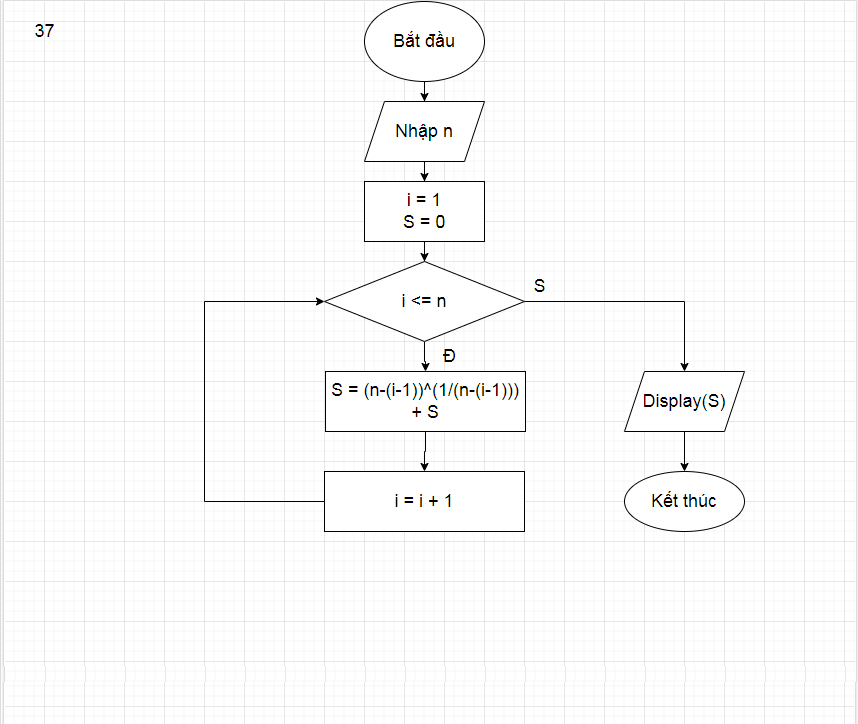 37
Bắt đầu
Nhập n
i = 1
S = 0
i <= n
S
Đ
S = (n-(i-1))^(1/(n-(i-1)))
+ S
Display(S)
i = i + 1
Kết thúc